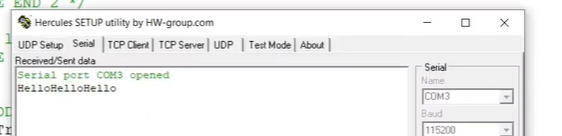 E END 2 */
Hercules SETUP utility by HW-group.com
UDP Setup Serial TCP Client TCP Server UDP Test Mode About
Received/Sent data
Serial port COM3 opened
HelloHelloHello
Serial
Name
COM3
Baud
115200